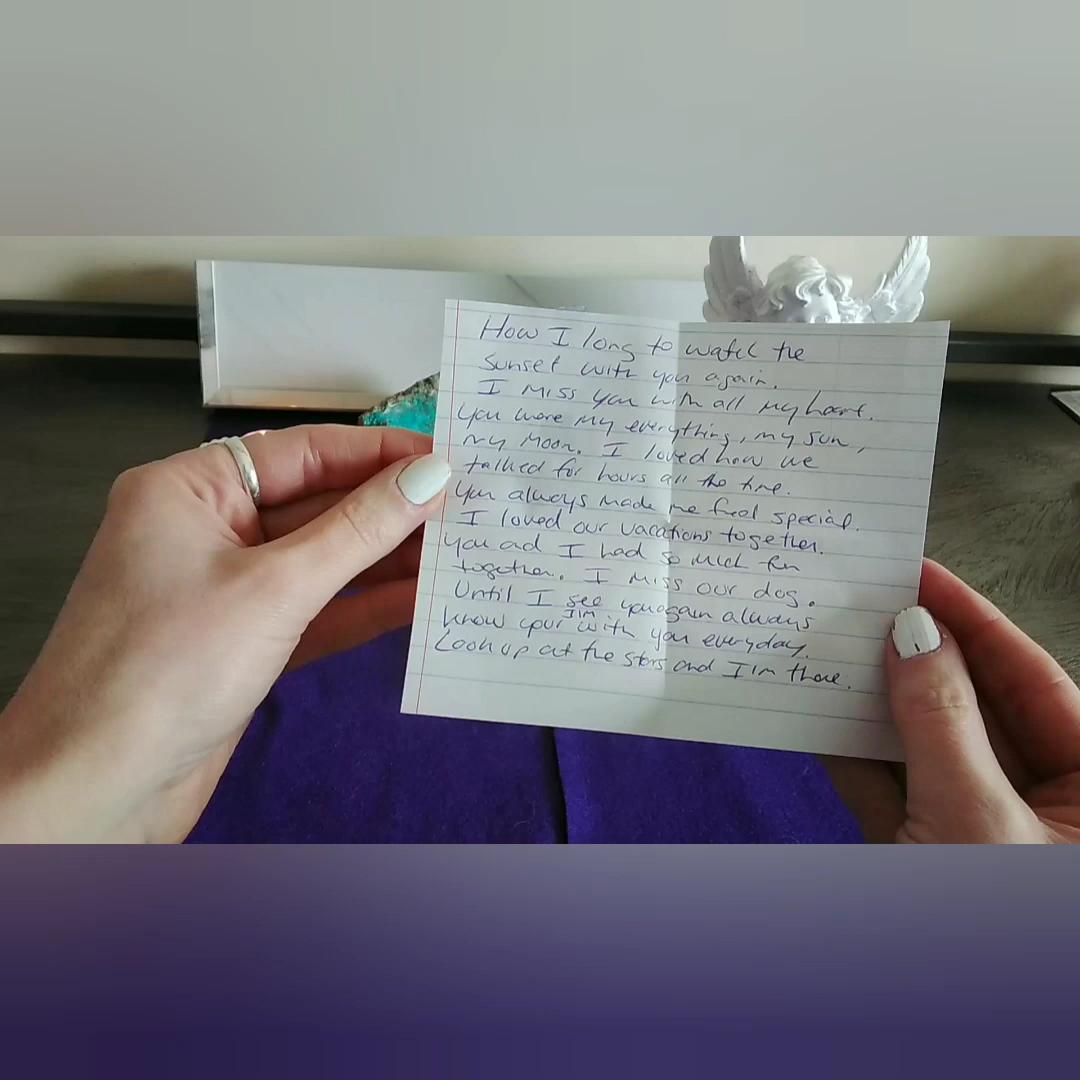 How I long to watch the
sunset with you again.
I miss you with all my heart.
You were my everything, my sun,
my moon. I loved how we
talked for hours all the time.
You always made me feel special.
I loved our vacations together.
You ad I had so much fun
together. I miss our dog.
Until I see you again always
I'm
know your with you everyday.
Look up at the stars and I'm there.